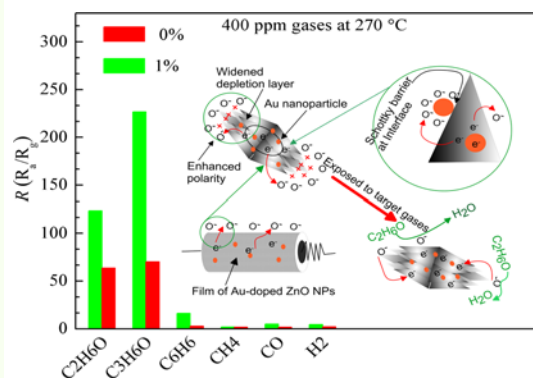 400 ppm gases at 270 °C
0%
1%
R (Ra/Rg)
350
300
250
200
150
100
50
0
C2H6O
C3H6O
C6H6
CH4
CO
H2
Widened
depletion layer
Au nanoparticle
Enhanced
polarity
Schottky barrier
at Interface
Exposed to target gases
Film of Au-doped ZnO NPs
C2H6O
H2O
C2H6O
H2O
O⁻ O⁻ O⁻ O⁻
e⁻ e⁻